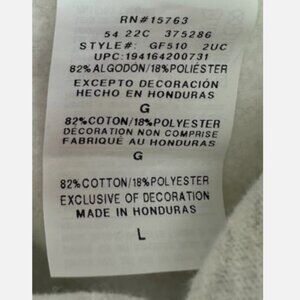 RN#15763
54 22C 375286
STYLE#: GF510 2UC
UPC:194164200731
82%ALGODON/18%POLIÉSTER
EXCEPTO DECORACIÓN
HECHO EN HONDURAS
G
82%COTON/18%POLYESTER
DÉCORATION NON COMPRISE
FABRIQUÉ AU HONDURAS
G
82%COTTON/18%POLYESTER
EXCLUSIVE OF DECORATION
MADE IN HONDURAS
L